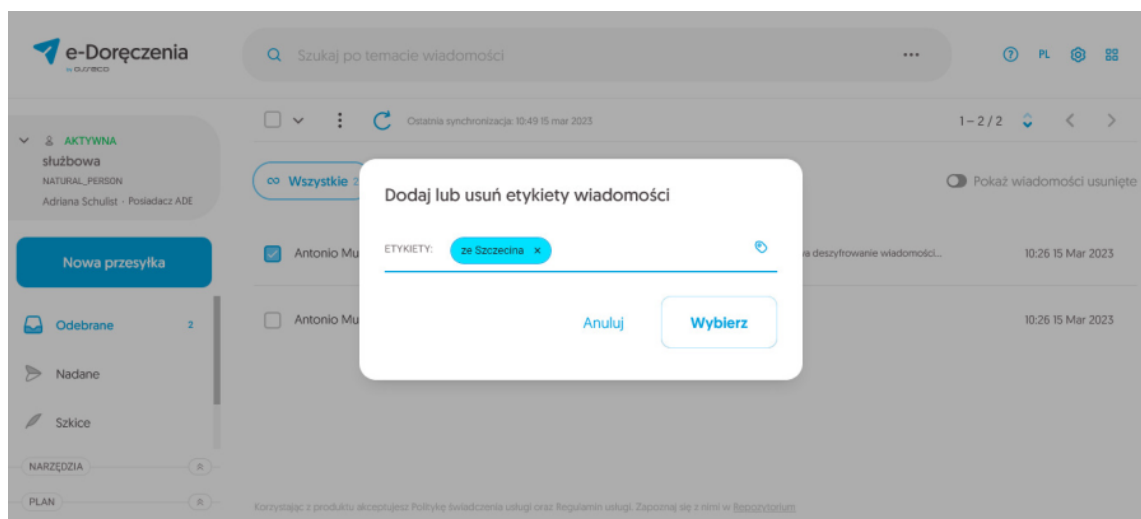 e-Doręczenia
by asseco
Szukaj po temacie wiadomości
...
PL
AKTYWNA
służbowa
NATURAL_PERSON
Adriana Schulist - Posiadacz ADE
Ostatnia synchronizacja: 10:49 15 mar 2023
1-2/2
Wszystkie 2
Pokaż wiadomości usunięte
Dodaj lub usuń etykiety wiadomości
ETYKIETY: ze Szczecina ×
Anuluj
Wybierz
Nowa przesyłka
Antonio Mu
deszyfrowanie wiadomości...
10:26 15 Mar 2023
Odebrane 2
Antonio Mu
10:26 15 Mar 2023
Nadane
Szkice
NARZĘDZIA
PLAN
Korzystając z produktu akceptujesz Politykę świadczenia usługi oraz Regulamin usługi. Zapoznaj się z nimi w Repozytorium